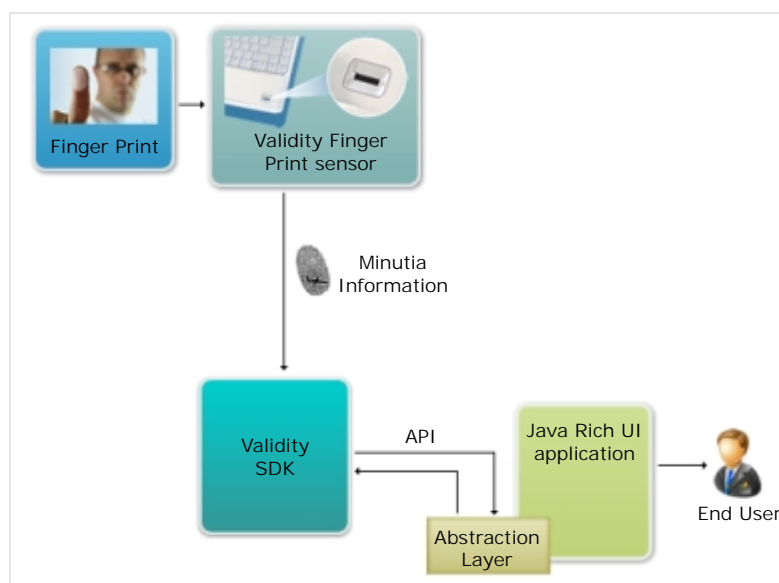 Finger Print
Validity Finger
Print sensor
Minutia
Information
Validity
SDK
API
Java Rich UI
application
Abstraction
Layer
End User